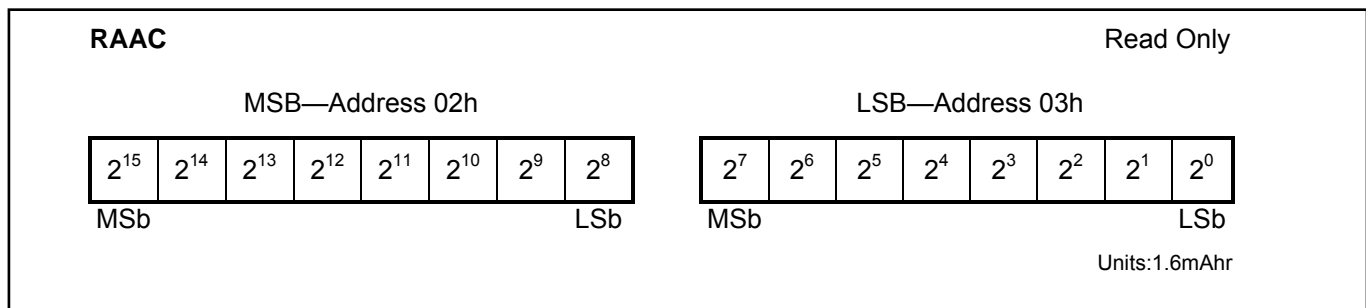 RAAC Read Only
MSB—Address 02h LSB—Address 03h
2^15 2^14 2^13 2^12 2^11 2^10 2^9 2^8 2^7 2^6 2^5 2^4 2^3 2^2 2^1 2^0
MSb LSb MSb LSb
Units:1.6mAhr